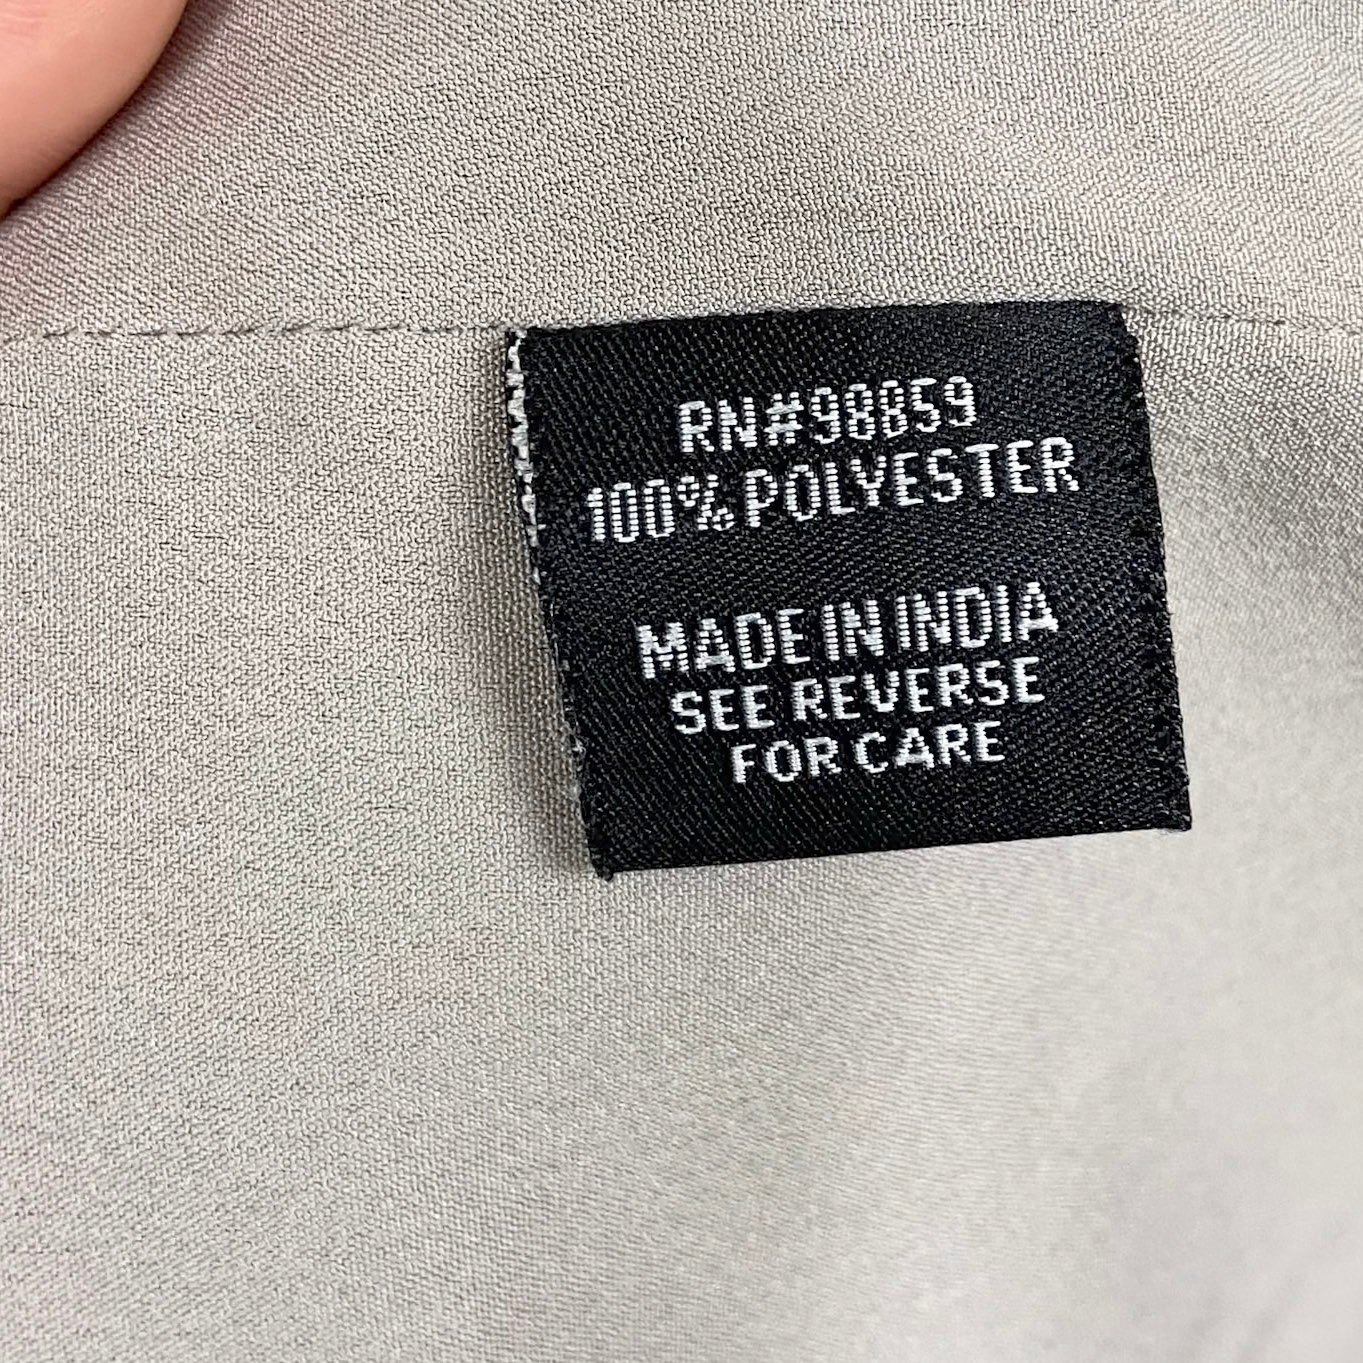 RN#98859
100% POLYESTER
MADE IN INDIA
SEE REVERSE
FOR CARE